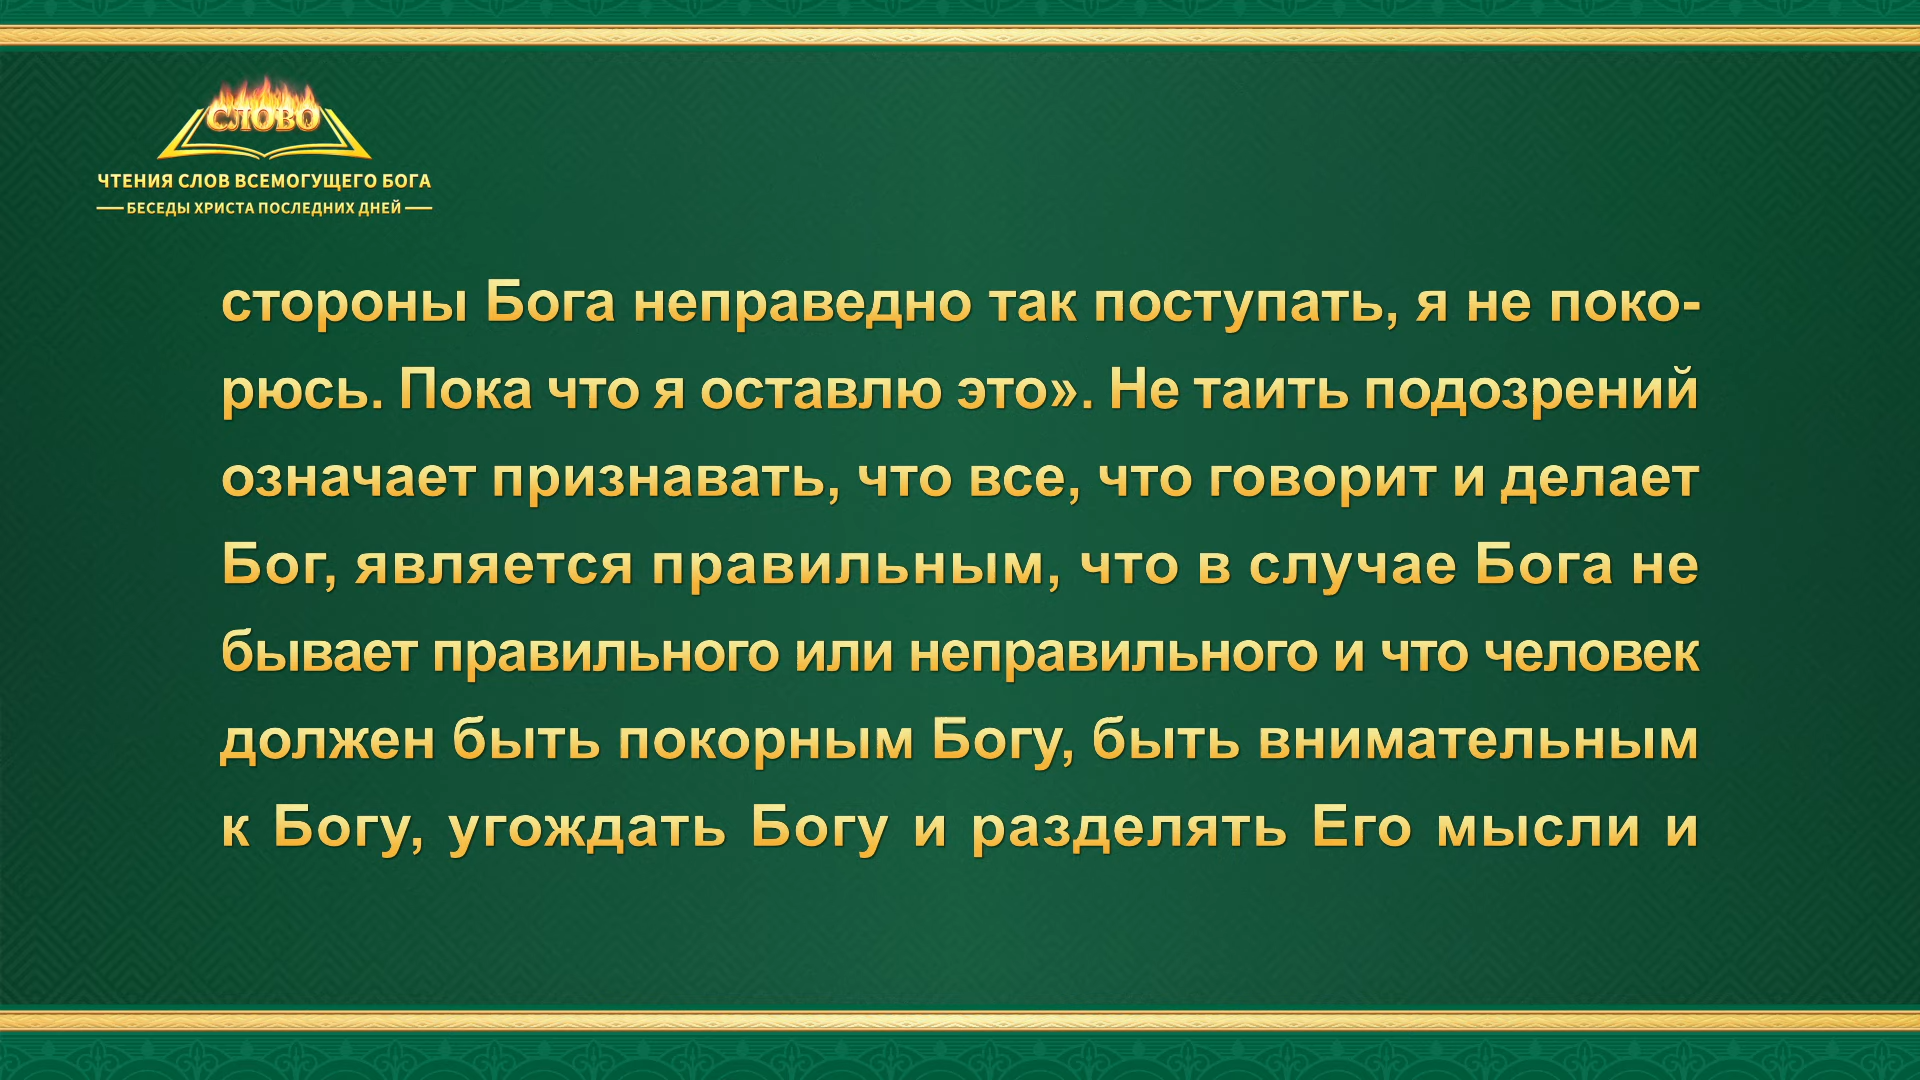 СЛОВО
ЧТЕНИЯ СЛОВ ВСЕМОГУЩЕГО БОГА
БЕСЕДЫ ХРИСТА ПОСЛЕДНИХ ДНЕЙ
стороны Бога неправедно так поступать, я не поко-
рюсь. Пока что я оставлю это». Не таить подозрений
означает признавать, что все, что говорит и делает
Бог, является правильным, что в случае Бога не
бывает правильного или неправильного и что человек
должен быть покорным Богу, быть внимательным
к Богу, угождать Богу и разделять Его мысли и